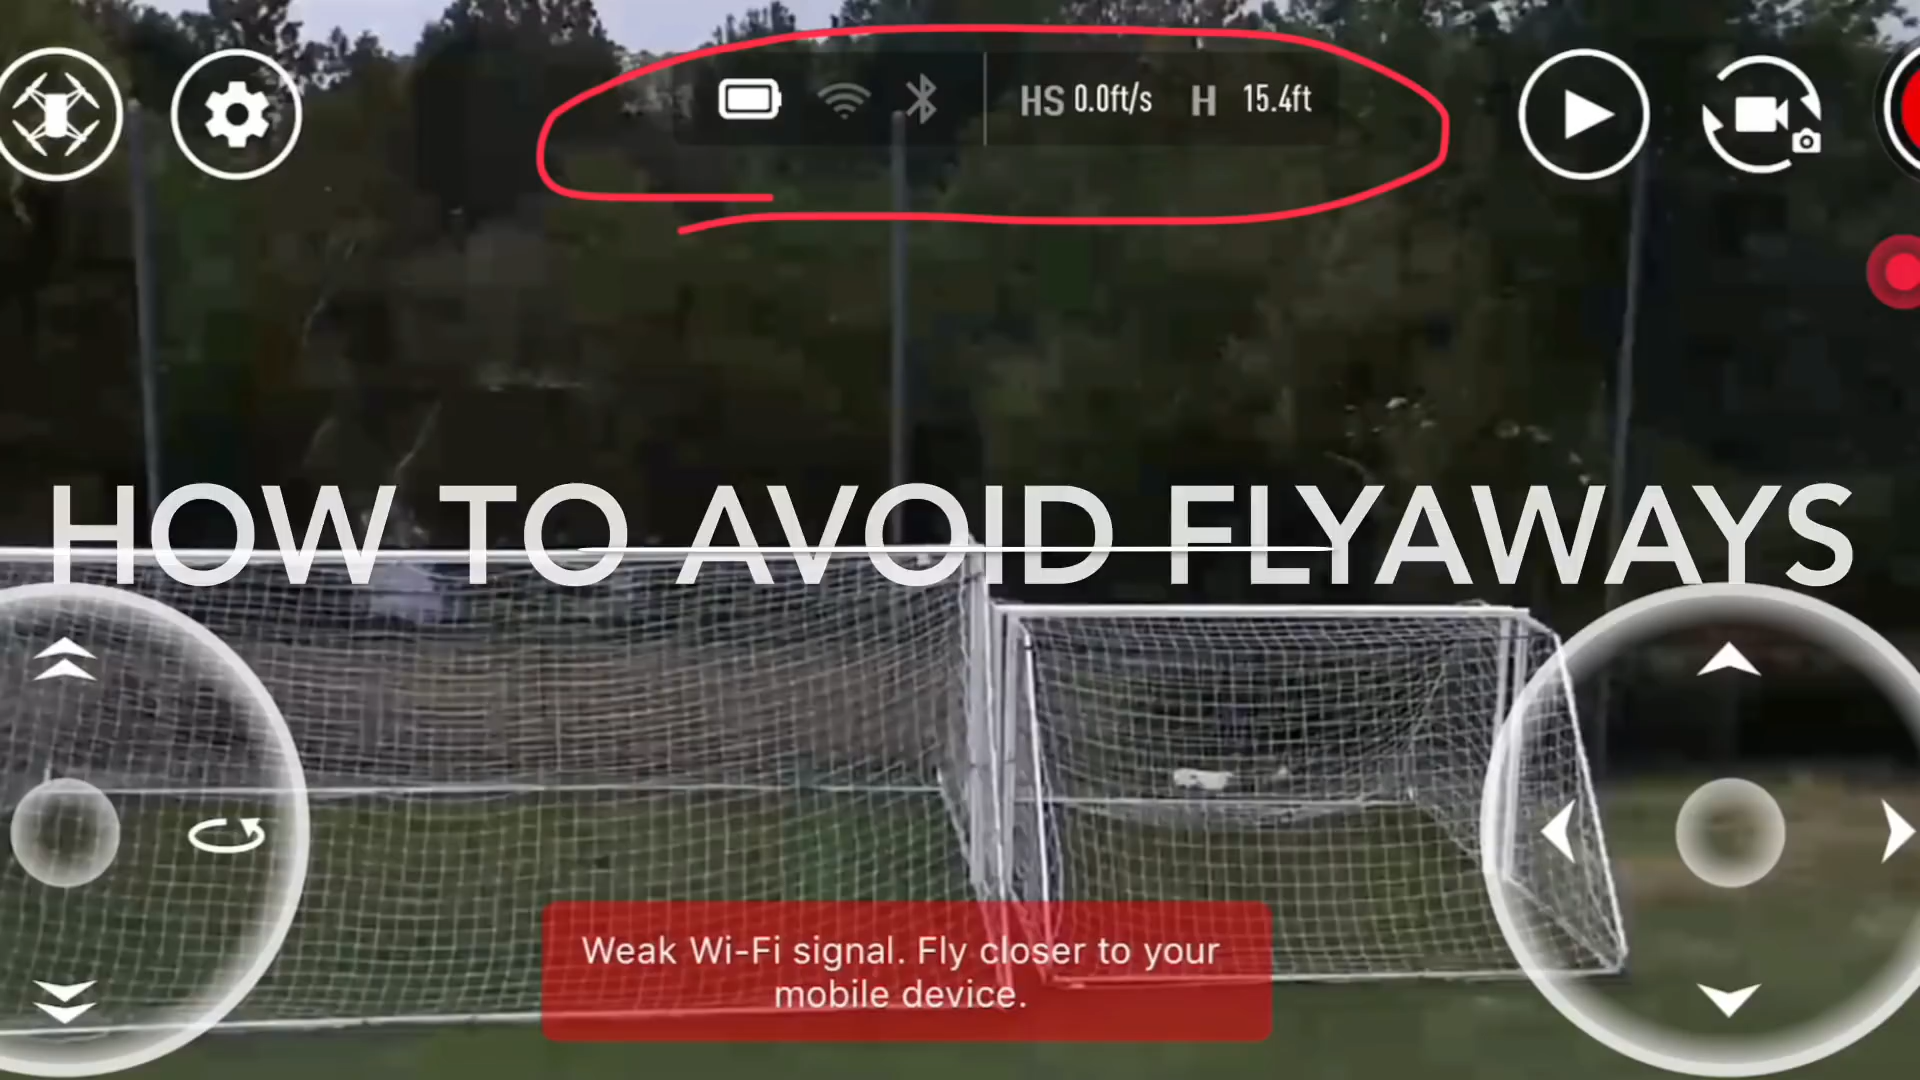 HS 0.0ft/s H 15.4ft
HOW TO AVOID FLYAWAYS
Weak Wi-Fi signal. Fly closer to your
mobile device.